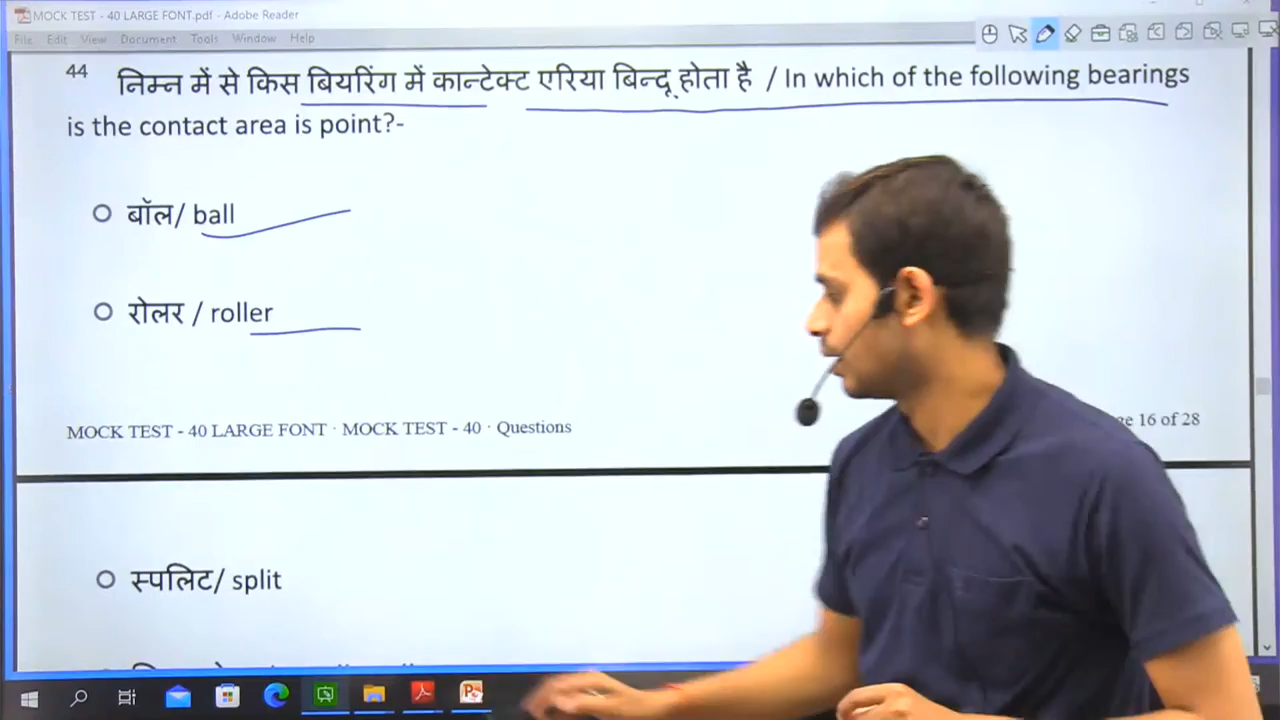 MOCK TEST - 40 LARGE FONT.pdf - Adobe Reader
File Edit View Document Tools Window Help
44 निम्न में से किस बियरिंग में कान्टेक्ट एरिया बिन्दू होता है / In which of the following bearings
is the contact area is point?-
बॉल/ ball
रोलर / roller
MOCK TEST - 40 LARGE FONT · MOCK TEST - 40 · Questions
16 of 28
स्पलिट/ split